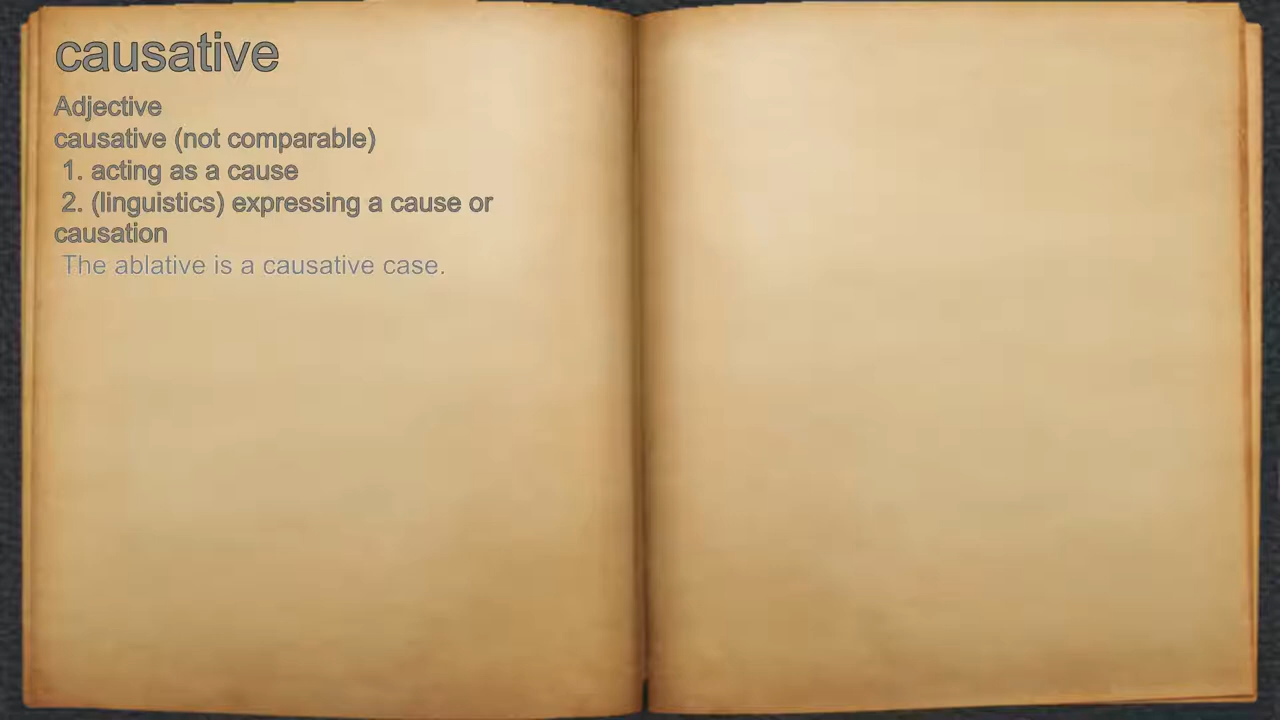 causative
Adjective
causative (not comparable)
1. acting as a cause
2. (linguistics) expressing a cause or
causation
The ablative is a causative case.